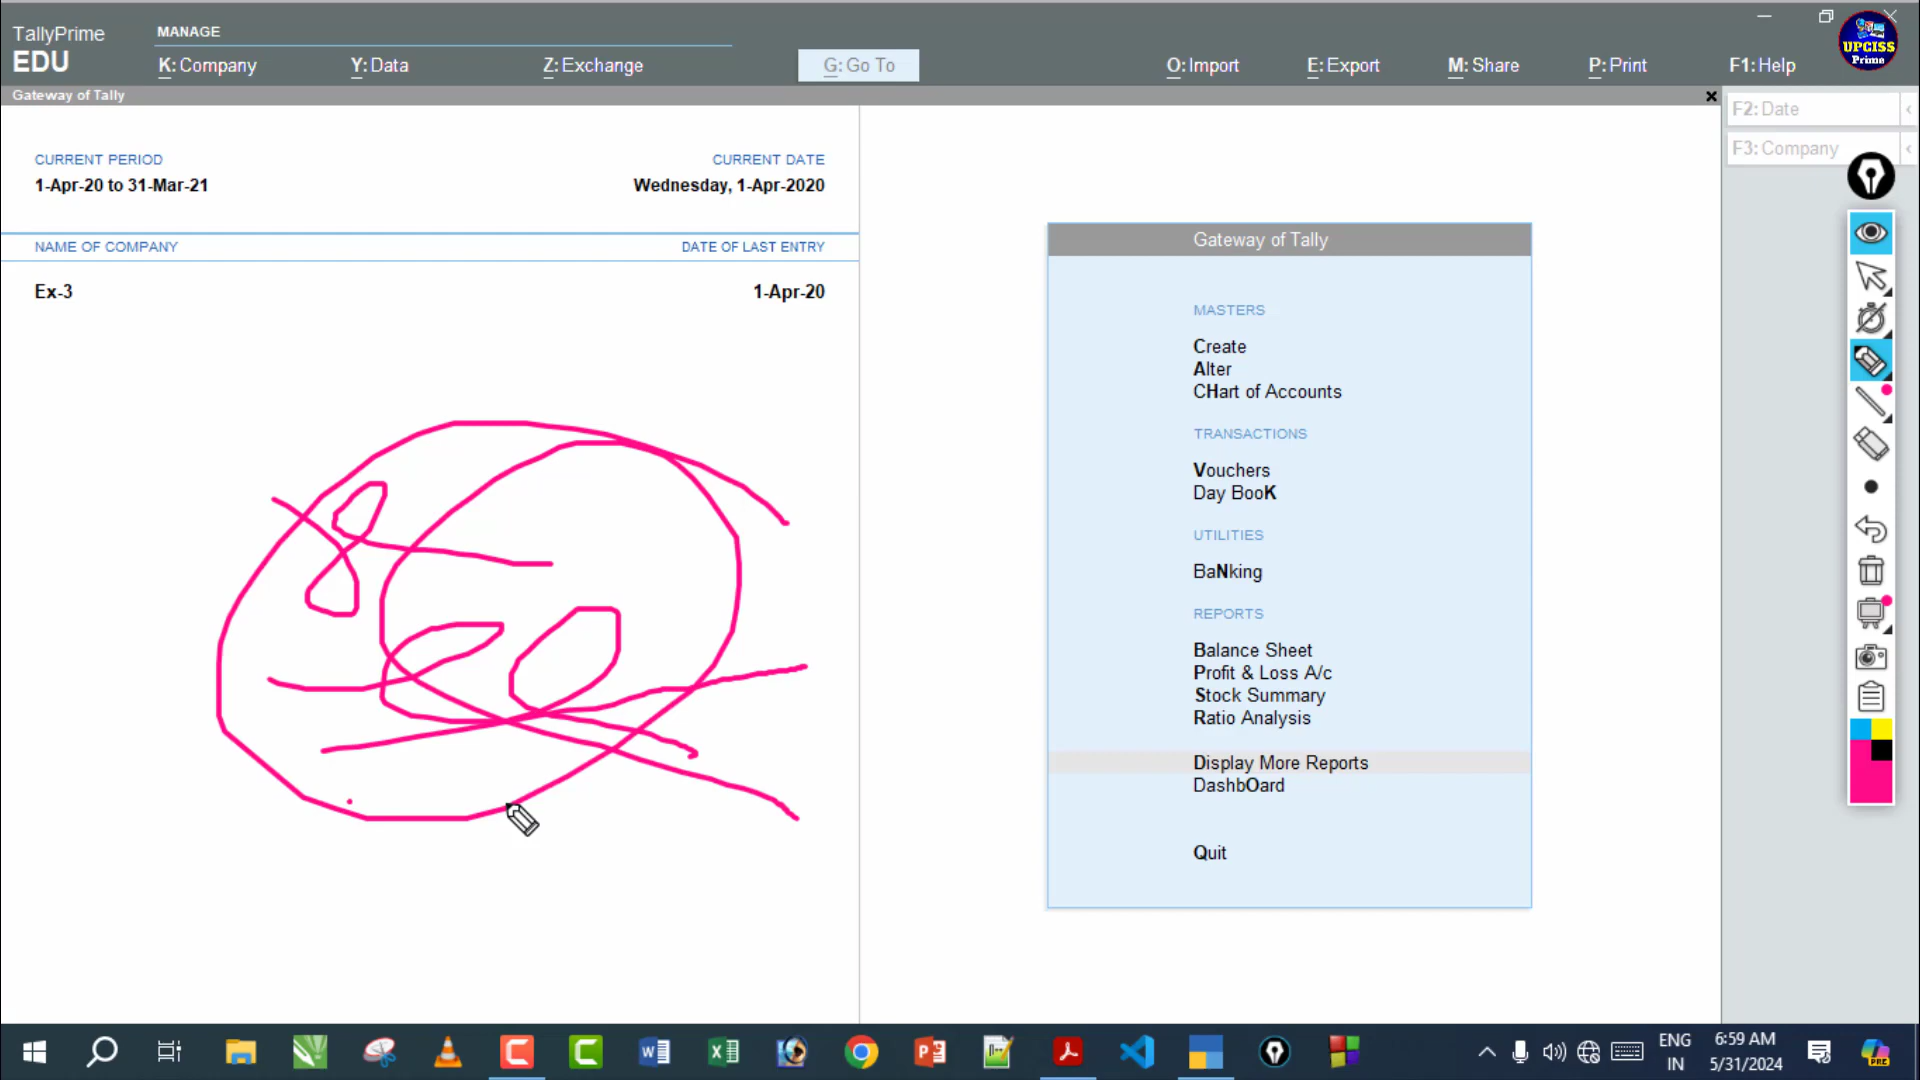 TallyPrime
EDU
MANAGE
K: Company
Y: Data
Z: Exchange
G: Go To
O: Import
E: Export
M: Share
P: Print
F1: Help
UPCISS
Prime
Gateway of Tally
F2: Date
F3: Company
CURRENT PERIOD
CURRENT DATE
1-Apr-20 to 31-Mar-21
Wednesday, 1-Apr-2020
NAME OF COMPANY
DATE OF LAST ENTRY
Ex-3
1-Apr-20
Gateway of Tally
MASTERS
Create
Alter
CHart of Accounts
TRANSACTIONS
Vouchers
Day BooK
UTILITIES
BaNking
REPORTS
Balance Sheet
Profit & Loss A/c
Stock Summary
Ratio Analysis
Display More Reports
DashbOard
Quit
ENG
IN
6:59 AM
5/31/2024
PRE